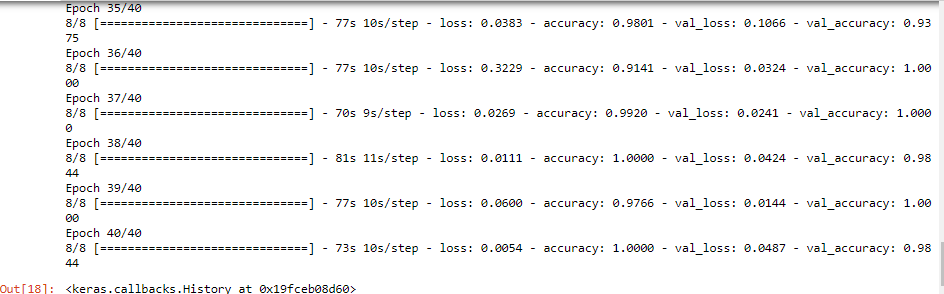 Epoch 35/40
8/8 [==============================] - 77s 10s/step - loss: 0.0383 - accuracy: 0.9801 - val_loss: 0.1066 - val_accuracy: 0.93
75
Epoch 36/40
8/8 [==============================] - 77s 10s/step - loss: 0.3229 - accuracy: 0.9141 - val_loss: 0.0324 - val_accuracy: 1.00
00
Epoch 37/40
8/8 [==============================] - 70s 9s/step - loss: 0.0269 - accuracy: 0.9920 - val_loss: 0.0241 - val_accuracy: 1.000
0
Epoch 38/40
8/8 [==============================] - 81s 11s/step - loss: 0.0111 - accuracy: 1.0000 - val_loss: 0.0424 - val_accuracy: 0.98
44
Epoch 39/40
8/8 [==============================] - 77s 10s/step - loss: 0.0600 - accuracy: 0.9766 - val_loss: 0.0144 - val_accuracy: 1.00
00
Epoch 40/40
8/8 [==============================] - 73s 10s/step - loss: 0.0054 - accuracy: 1.0000 - val_loss: 0.0487 - val_accuracy: 0.98
44
Out[18]: <keras.callbacks.History at 0x19fceb08d60>